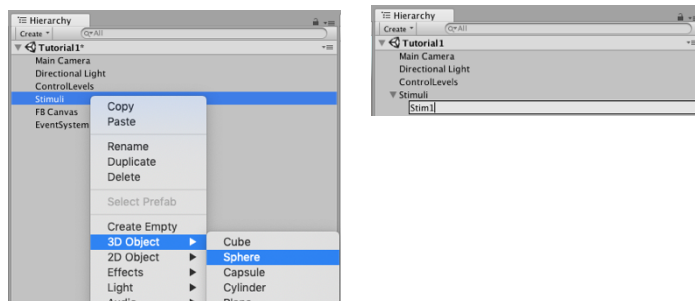 Hierarchy
Create
All
Tutorial1*
Main Camera
Directional Light
ControlLevels
Stimuli
FB Canvas
EventSystem
Copy
Paste
Rename
Duplicate
Delete
Select Prefab
Create Empty
3D Object
2D Object
Effects
Light
Audio
Cube
Sphere
Capsule
Cylinder
Hierarchy
Create
All
Tutorial1
Main Camera
Directional Light
ControlLevels
Stimuli
Stim1